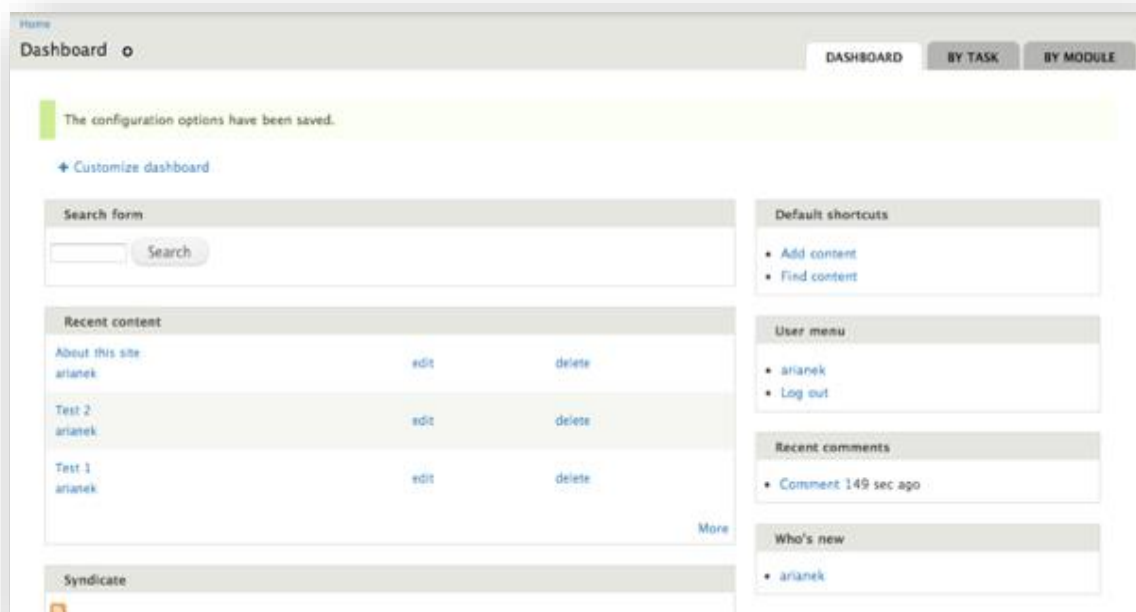 Home
Dashboard
DASHBOARD
BY TASK
BY MODULE
The configuration options have been saved.
+ Customize dashboard
Search form
Search
Recent content
About this site
arianek
edit
delete
Test 2
arianek
edit
delete
Test 1
arianek
edit
delete
More
Syndicate
Default shortcuts
• Add content
• Find content
User menu
• arianek
• Log out
Recent comments
• Comment 149 sec ago
Who's new
• arianek